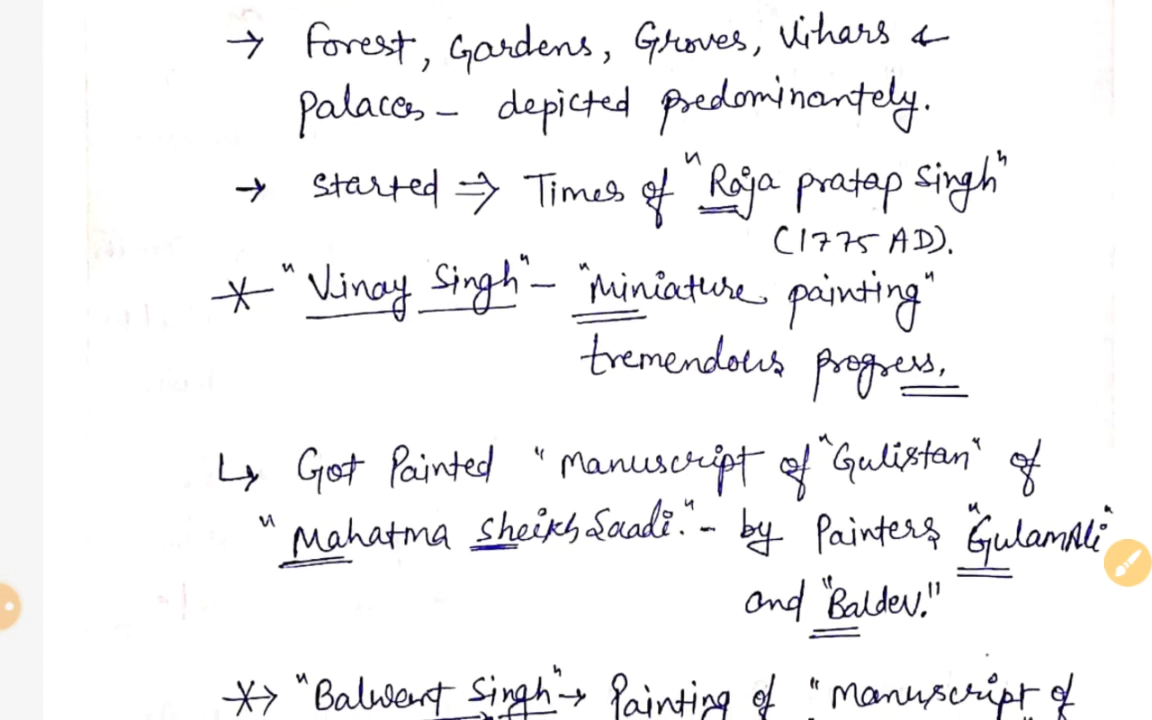 → Forest, Gardens, Groves, Vihars &
Palaces – depicted predominantely.
→ Started ⇒ Times of "Raja pratap Singh"
(1775 AD).
* "Vinay Singh" – "Miniature painting"
tremendous progress.
↳ Got Painted "manuscript of "Gulistan" of
"Mahatma Sheikh Saadi." – by Painters "GulamAli"
and "Baldev."
*→ "Balwant Singh" → Painting of "manuscript of